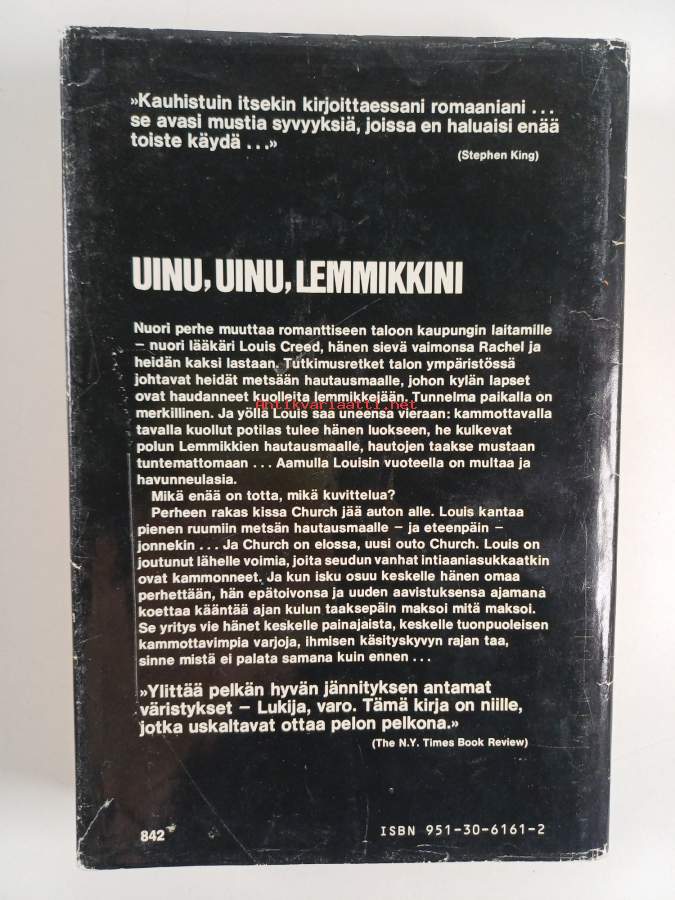 »Kauhistuin itsekin kirjoittaessani romaaniani ...
se avasi mustia syvyyksiä, joissa en haluaisi enää
toiste käydä ...»
(Stephen King)
UINU, UINU, LEMMIKKINI
Nuori perhe muuttaa romanttiseen taloon kaupungin laitamille
– nuori lääkäri Louis Creed, hänen sievä vaimonsa Rachel ja
heidän kaksi lastaan. Tutkimusretket talon ympäristössä
johtavat heidät metsään hautausmaalle, johon kylän lapset
ovat haudanneet kuolleita lemmikkejään. Tunnelma paikalla on
Antikvariaatti.net
merkillinen. Ja yöllä Louis saa uneensa vieraan: kammottavalla
tavalla kuollut potilas tulee hänen luokseen, he kulkevat
polun Lemmikkien hautausmaalle, hautojen taakse mustaan
tuntemattomaan ... Aamulla Louisin vuoteella on multaa ja
havunneulasia.
Mikä enää on totta, mikä kuvittelua?
Perheen rakas kissa Church jää auton alle. Louis kantaa
pienen ruumiin metsän hautausmaalle – ja eteenpäin –
jonnekin ... Ja Church on elossa, uusi outo Church. Louis on
joutunut lähelle voimia, joita seudun vanhat intiaaniasukkaatkin
ovat kammonneet. Ja kun isku osuu keskelle hänen omaa
perhettään, hän epätoivonsa ja uuden aavistuksensa ajamana
koettaa kääntää ajan kulun taaksepäin maksoi mitä maksoi.
Se yritys vie hänet keskelle painajaista, keskelle tuonpuoleisen
kammottavimpia varjoja, ihmisen käsityskyvyn rajan taa,
sinne mistä ei palata samana kuin ennen ...
»Ylittää pelkän hyvän jännityksen antamat
väristykset – Lukija, varo. Tämä kirja on niille,
jotka uskaltavat ottaa pelon pelkona.»
(The N.Y. Times Book Review)
842
ISBN 951-30-6161-2